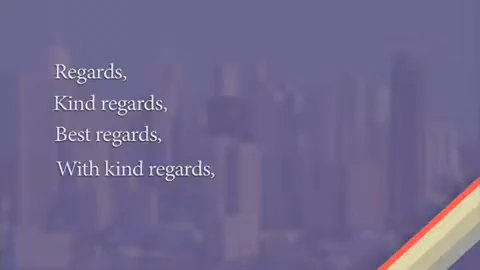 Regards,
Kind regards,
Best regards,
With kind regards,